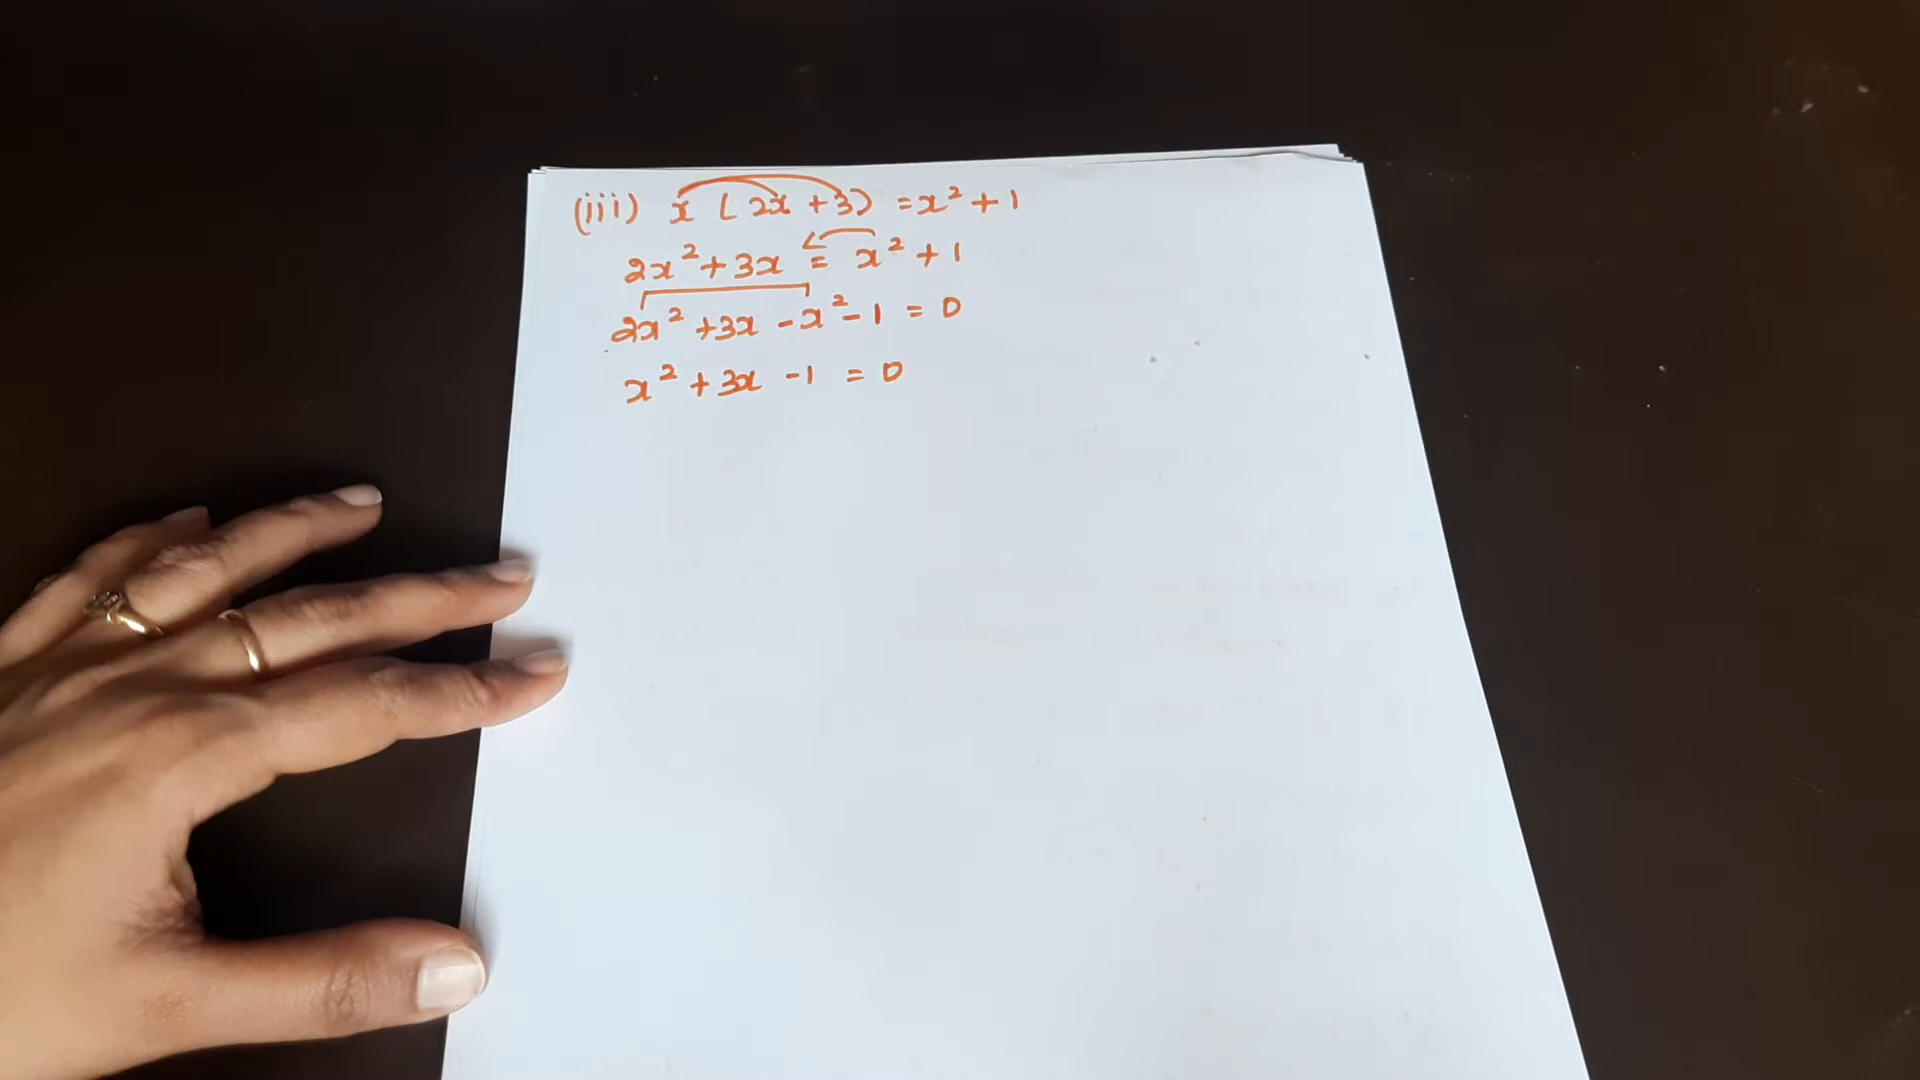 (iii) x (2x + 3) = x² + 1
2x² + 3x = x² + 1
2x² + 3x - x² - 1 = 0
x² + 3x - 1 = 0